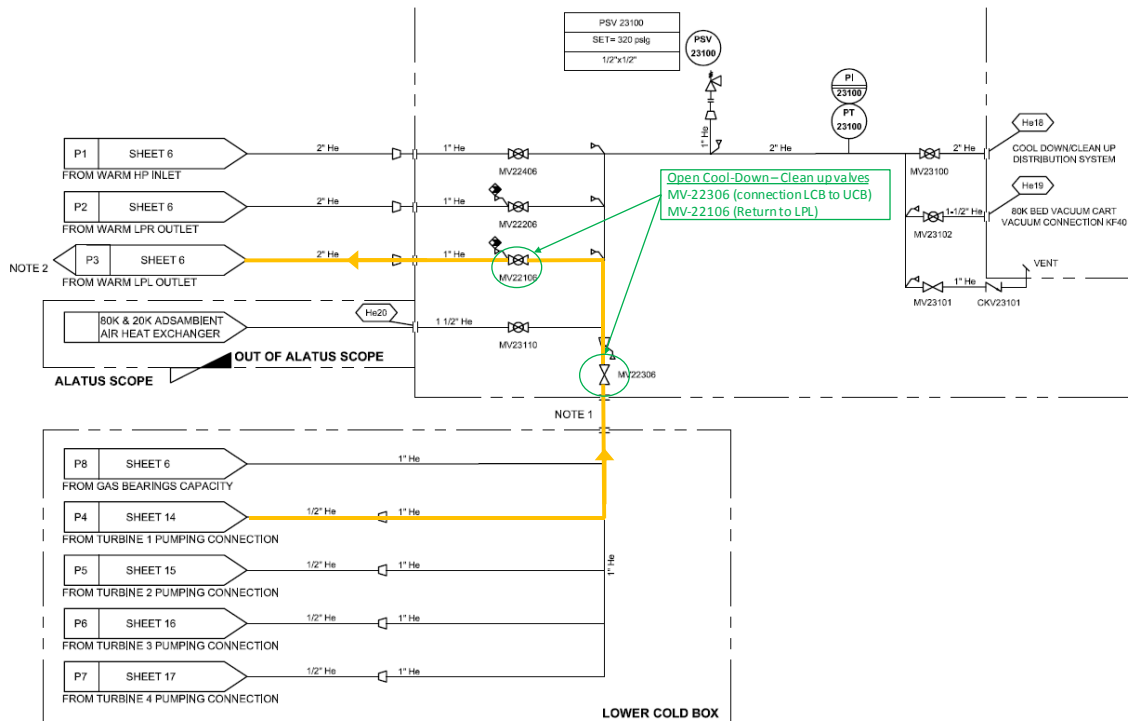 PSV 23100
SET= 320 psig
1/2"x1/2"
PSV
23100
PI
23100
PT
23100
1" He
2" He
P1 SHEET 6
2" He
1" He
MV22406
FROM WARM HP INLET
MV23100
2" He
He18
COOL DOWN/CLEAN UP
DISTRIBUTION SYSTEM
Open Cool-Down – Clean up valves
MV-22306 (connection LCB to UCB)
MV-22106 (Return to LPL)
P2 SHEET 6
2" He
1" He
MV22206
FROM WARM LPR OUTLET
He19
1-1/2" He
MV23102
80K BED VACUUM CART
VACUUM CONNECTION KF40
NOTE 2
P3 SHEET 6
2" He
1" He
MV22106
FROM WARM LPL OUTLET
VENT
1" He
MV23101
CKV23101
He20
80K & 20K ADSAMBIENT
AIR HEAT EXCHANGER
1 1/2" He
MV23110
OUT OF ALATUS SCOPE
ALATUS SCOPE
MV22306
NOTE 1
P8 SHEET 6
1" He
FROM GAS BEARINGS CAPACITY
P4 SHEET 14
1/2" He
1" He
FROM TURBINE 1 PUMPING CONNECTION
P5 SHEET 15
1/2" He
1" He
1" He
FROM TURBINE 2 PUMPING CONNECTION
P6 SHEET 16
1/2" He
1" He
FROM TURBINE 3 PUMPING CONNECTION
P7 SHEET 17
1/2" He
1" He
FROM TURBINE 4 PUMPING CONNECTION
LOWER COLD BOX